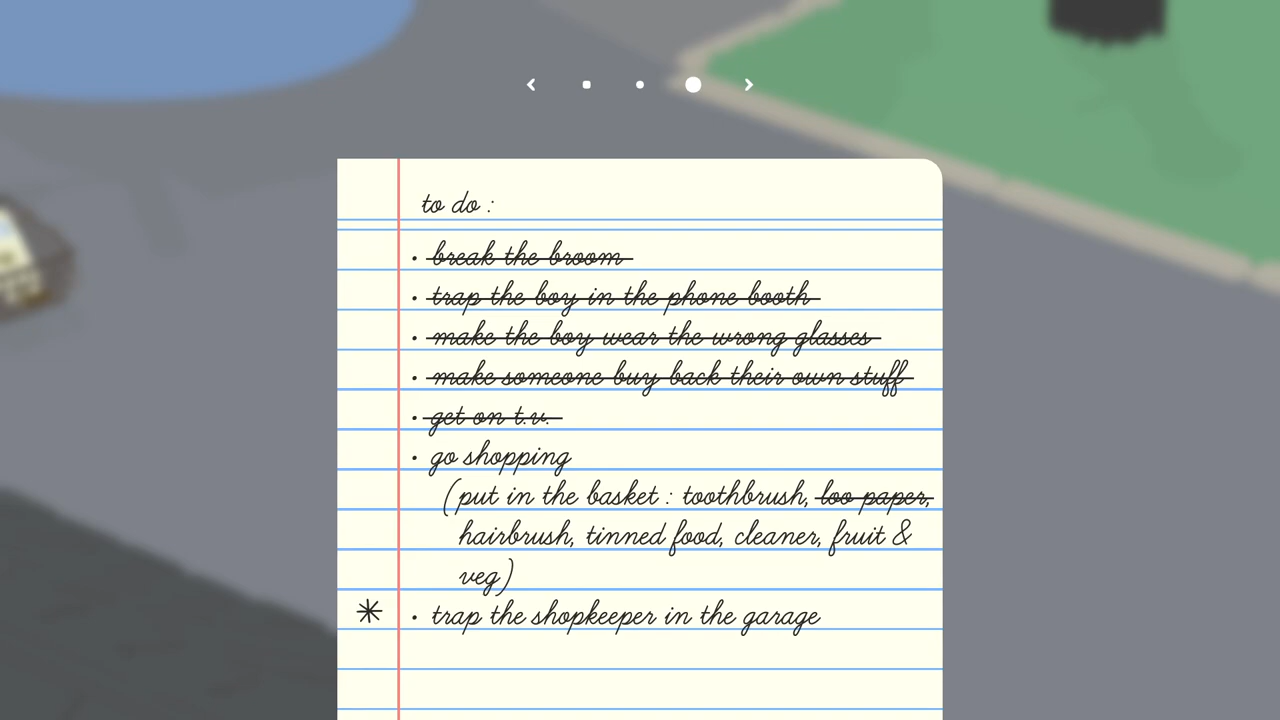 to do :
• break the broom
• trap the boy in the phone booth
• make the boy wear the wrong glasses
• make someone buy back their own stuff
• get on t.v.
• go shopping
(put in the basket : toothbrush, loo paper,
hairbrush, tinned food, cleaner, fruit &
veg)
* • trap the shopkeeper in the garage